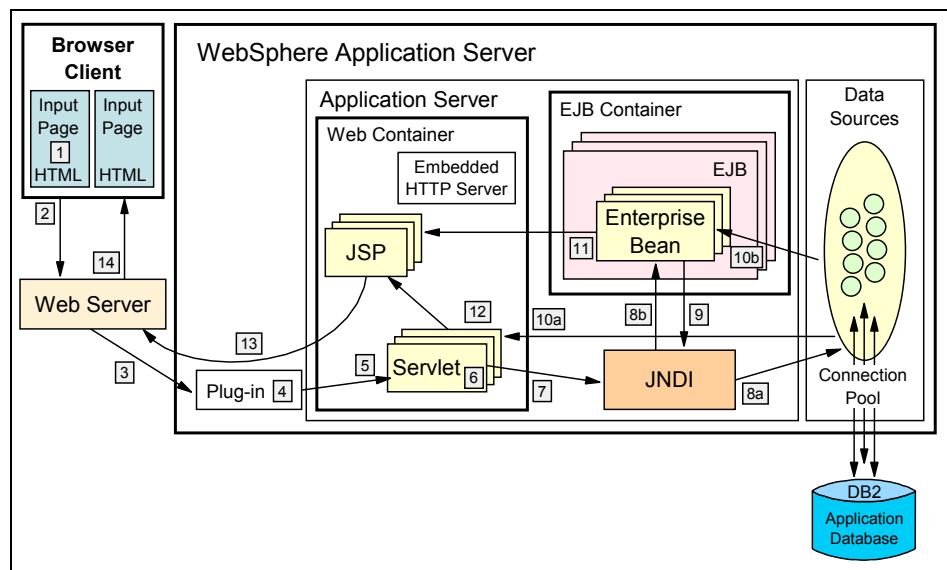 Browser
Client
Input
Page
1
HTML
Input
Page
HTML
2
14
Web Server
3
13
Plug-in
4
WebSphere Application Server
Application Server
Web Container
Embedded
HTTP Server
JSP
12
5
Servlet
6
7
EJB Container
EJB
Enterprise
Bean
11
10b
10a
8b
9
JNDI
8a
Data
Sources
Connection
Pool
DB2
Application
Database